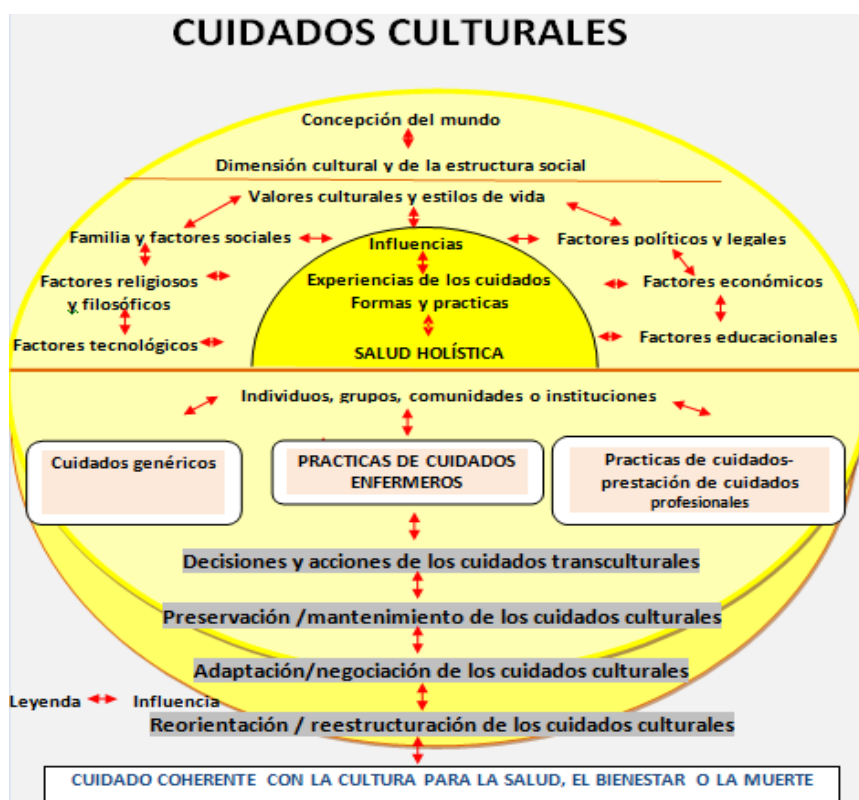 CUIDADOS CULTURALES
Concepción del mundo
Dimensión cultural y de la estructura social
Valores culturales y estilos de vida
Familia y factores sociales
Influencias
Factores políticos y legales
Factores religiosos
y filosóficos
Experiencias de los cuidados
Formas y practicas
Factores económicos
Factores tecnológicos
SALUD HOLÍSTICA
Factores educacionales
Individuos, grupos, comunidades o instituciones
Cuidados genéricos
PRACTICAS DE CUIDADOS
ENFERMEROS
Practicas de cuidados-
prestación de cuidados
profesionales
Decisiones y acciones de los cuidados transculturales
Preservación /mantenimiento de los cuidados culturales
Adaptación/negociación de los cuidados culturales
Leyenda Influencia
Reorientación / reestructuración de los cuidados culturales
CUIDADO COHERENTE CON LA CULTURA PARA LA SALUD, EL BIENESTAR O LA MUERTE